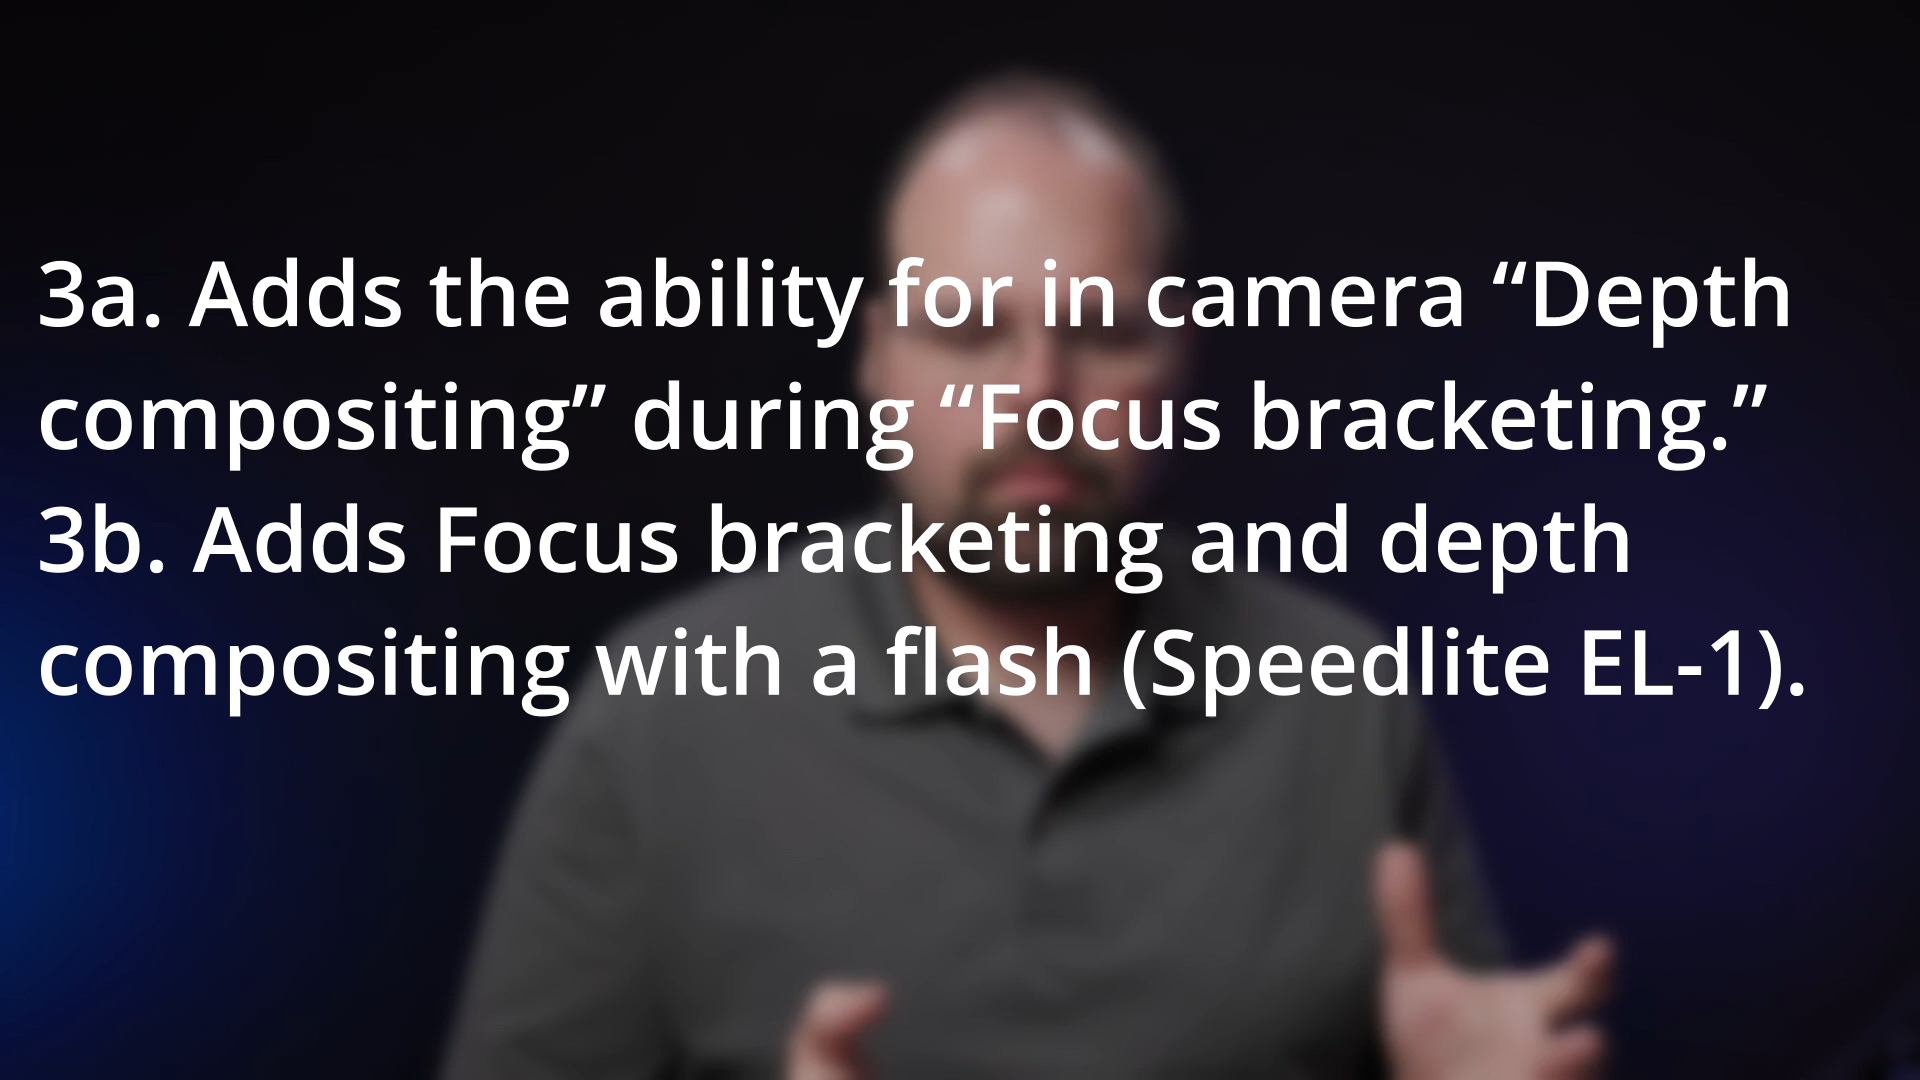 3a. Adds the ability for in camera “Depth
compositing” during “Focus bracketing.”
3b. Adds Focus bracketing and depth
compositing with a flash (Speedlite EL-1).